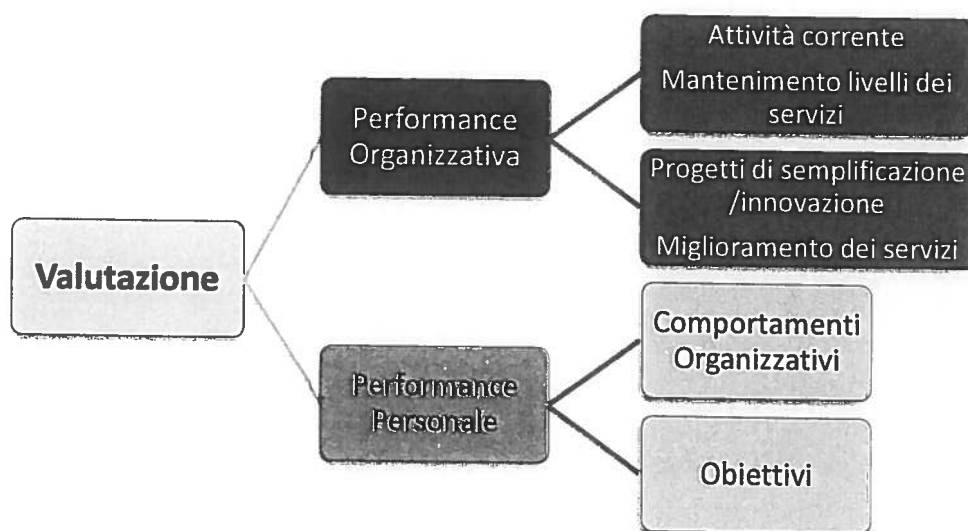 Valutazione
Performance
Organizzativa
Attività corrente
Mantenimento livelli dei
servizi
Progetti di semplificazione
/innovazione
Miglioramento dei servizi
Performance
Personale
Comportamenti
Organizzativi
Obiettivi